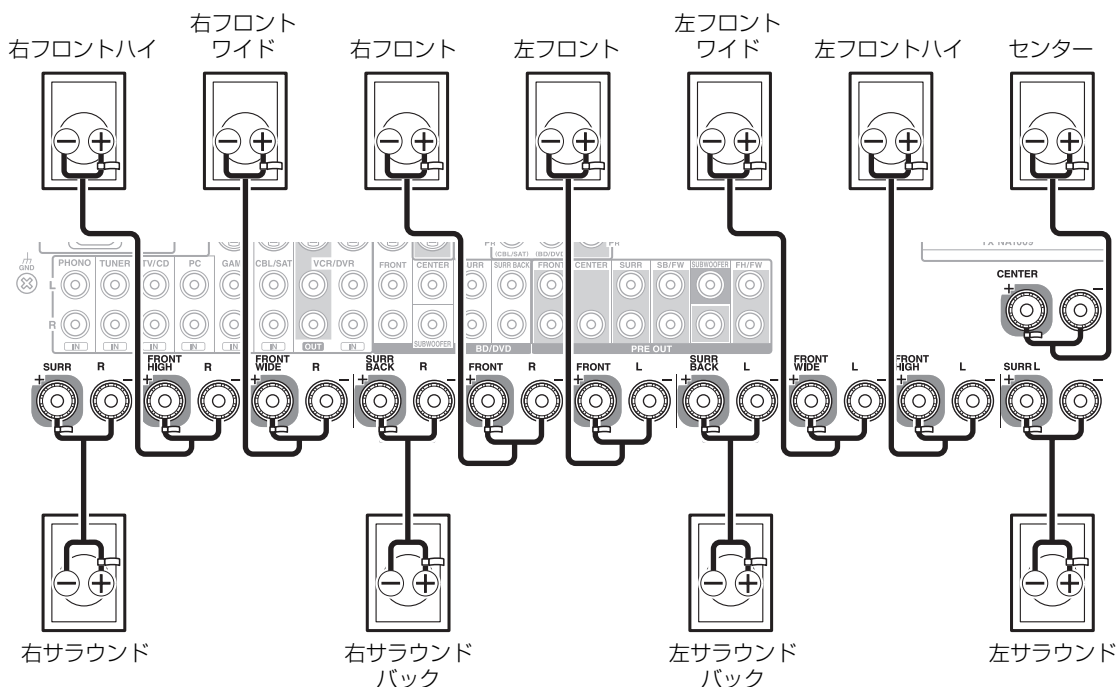 右フロントハイ
右フロント
ワイド
右フロント
左フロント
左フロント
ワイド
左フロントハイ
センター
(CBL/SAT)
GND
PHONO
TUNER
TV/CD
PC
GAM
CBL/SAT
VCR/DVR
FRONT
CENTER
SURR BACK
FRONT
CENTER
SURR
SB/FW
SUBWOOFER
FH/FW
L
R
IN
IN
IN
IN
IN
IN
OUT
IN
SUBWOOFER
BD/DVD
PRE OUT
CENTER
+ −
SURR R
+ −
FRONT HIGH R
+ −
FRONT WIDE R
+ −
SURR BACK R
+ −
FRONT R
+ −
FRONT L
+ −
SURR BACK L
+ −
FRONT WIDE L
+ −
FRONT HIGH L
+ −
SURR L
+ −
右サラウンド
右サラウンド
バック
左サラウンド
バック
左サラウンド